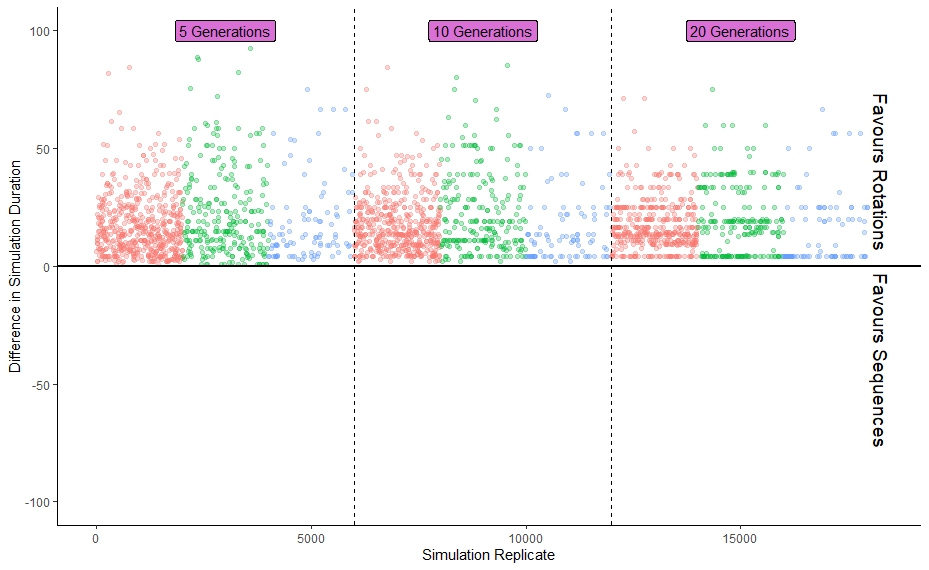 5 Generations
10 Generations
20 Generations
100
50
0
-50
-100
Difference in Simulation Duration
Favours Rotations
Favours Sequences
0
5000
10000
15000
Simulation Replicate